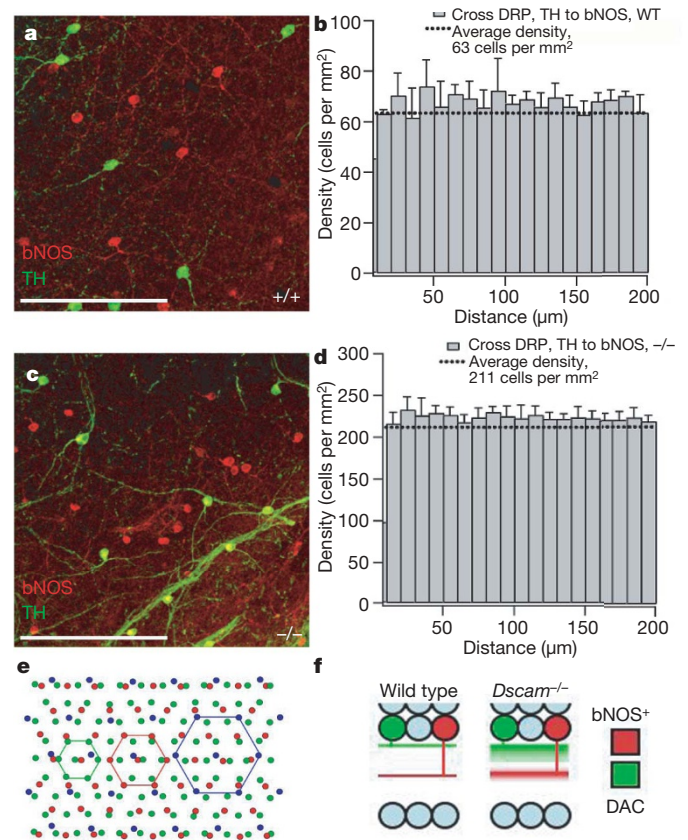 a
bNOS
TH
+/+
b
Cross DRP, TH to bNOS, WT
Average density,
63 cells per mm²
Density (cells per mm²)
100
80
60
40
20
0
50 100 150 200
Distance (µm)
c
bNOS
TH
–/–
d
Cross DRP, TH to bNOS, –/–
Average density,
211 cells per mm²
Density (cells per mm²)
300
250
200
150
100
50
0
50 100 150 200
Distance (µm)
e
f
Wild type Dscam–/–
bNOS⁺
DAC